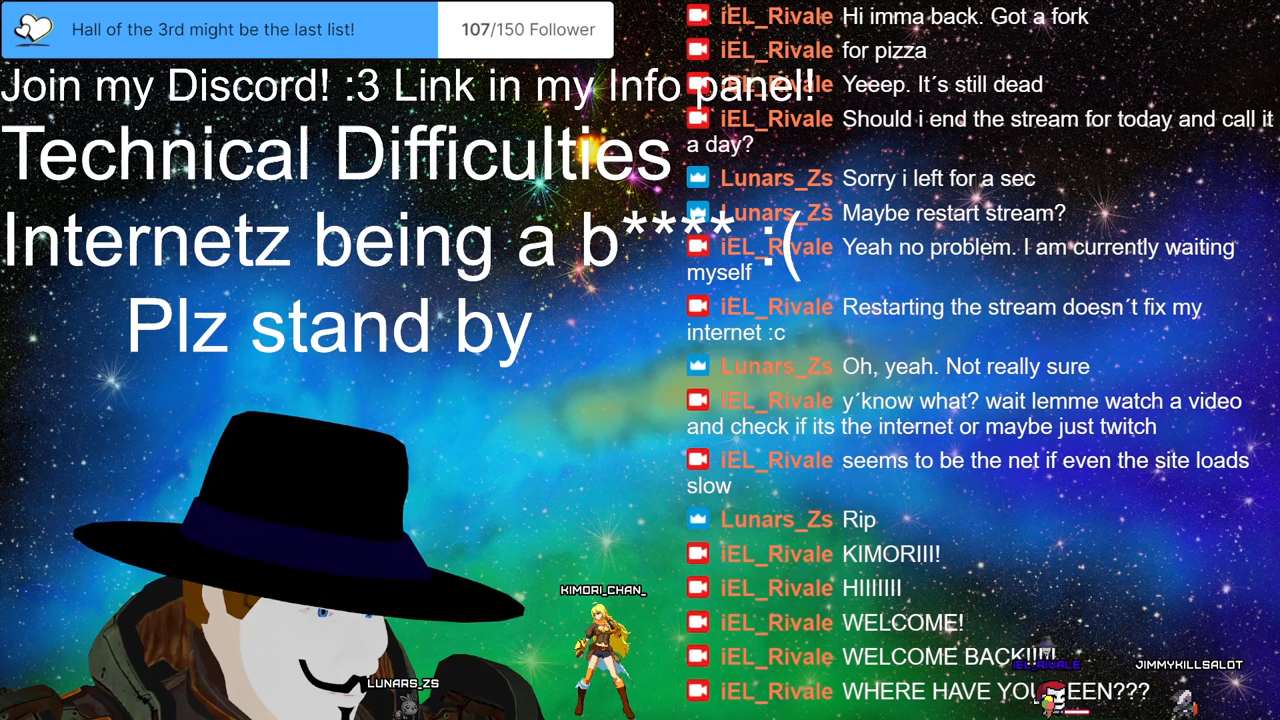 Hall of the 3rd might be the last list!
107/150 Follower
Join my Discord! :3 Link in my Info panel!
Technical Difficulties
Internetz being a b**** :(
Plz stand by
iEL_Rivale Hi imma back. Got a fork
iEL_Rivale for pizza
iEL_Rivale Yeeep. It´s still dead
iEL_Rivale Should i end the stream for today and call it
a day?
Lunars_Zs Sorry i left for a sec
Lunars_Zs Maybe restart stream?
iEL_Rivale Yeah no problem. I am currently waiting
myself
iEL_Rivale Restarting the stream doesn´t fix my
internet :c
Lunars_Zs Oh, yeah. Not really sure
iEL_Rivale y´know what? wait lemme watch a video
and check if its the internet or maybe just twitch
iEL_Rivale seems to be the net if even the site loads
slow
Lunars_Zs Rip
iEL_Rivale KIMORIII!
iEL_Rivale HIIIIIII
iEL_Rivale WELCOME!
iEL_Rivale WELCOME BACK!!!!!
iEL_Rivale WHERE HAVE YOU BEEN???
KIMORI_CHAN_
LUNARS_ZS
IEL_RIVALE
JIMMYKILLSALOT